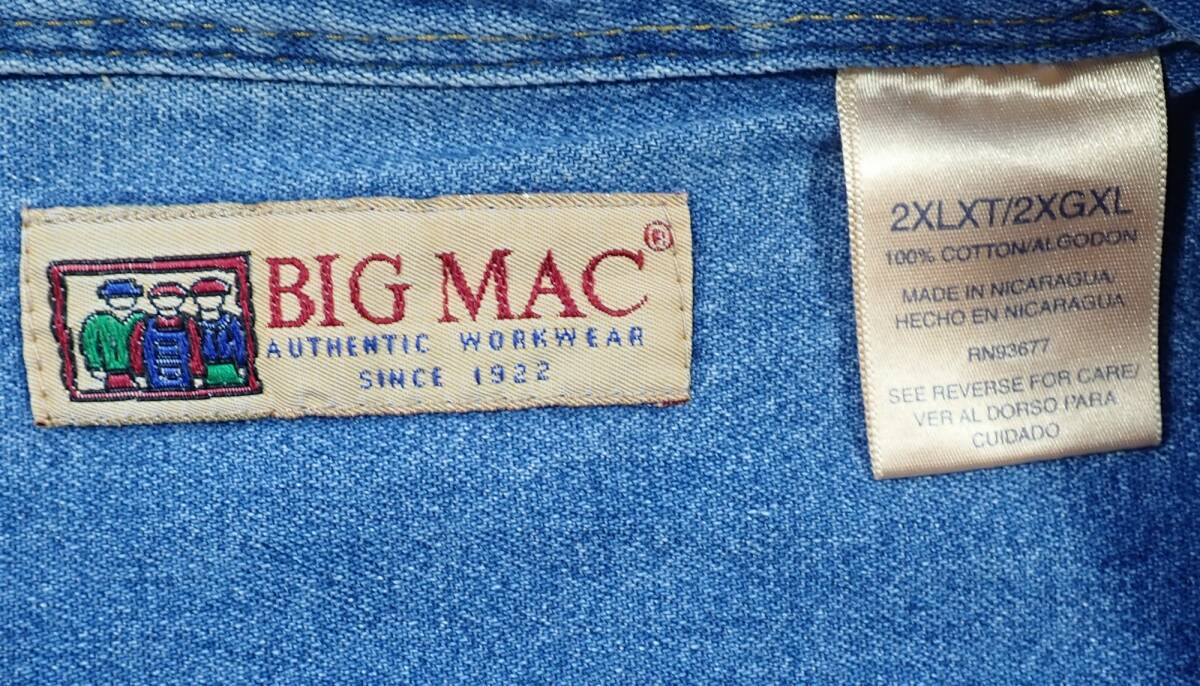 BIG MAC®
AUTHENTIC WORKWEAR
SINCE 1922
2XLXT/2XGXL
100% COTTON/ALGODON
MADE IN NICARAGUA/
HECHO EN NICARAGUA
RN93677
SEE REVERSE FOR CARE/
VER AL DORSO PARA
CUIDADO